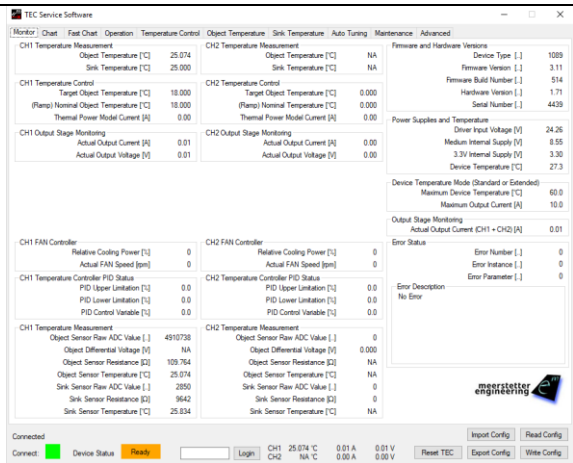 TEC Service Software
Monitor Chart Fast Chart Operation Temperature Control Object Temperature Sink Temperature Auto Tuning Maintenance Advanced
CH1 Temperature Measurement
Object Temperature [°C] 25.074
Sink Temperature [°C] 25.000
CH1 Temperature Control
Target Object Temperature [°C] 18.000
(Ramp) Nominal Object Temperature [°C] 18.000
Thermal Power Model Current [A] 0.00
CH1 Output Stage Monitoring
Actual Output Current [A] 0.01
Actual Output Voltage [V] 0.01
CH1 FAN Controller
Relative Cooling Power [%] 0
Actual FAN Speed [rpm] 0
CH1 Temperature Controller PID Status
PID Upper Limitation [%] 0.0
PID Lower Limitation [%] 0.0
PID Control Variable [%] 0.0
CH1 Temperature Measurement
Object Sensor Raw ADC Value [..] 4910738
Object Differential Voltage [V] NA
Object Sensor Resistance [Ω] 109.764
Object Sensor Temperature [°C] 25.074
Sink Sensor Raw ADC Value [..] 2850
Sink Sensor Resistance [Ω] 9642
Sink Sensor Temperature [°C] 25.834
CH2 Temperature Measurement
Object Temperature [°C] NA
Sink Temperature [°C] NA
CH2 Temperature Control
Target Object Temperature [°C] 0.000
(Ramp) Nominal Temperature [°C] 0.000
Thermal Power Model Current [A] 0.00
CH2 Output Stage Monitoring
Actual Output Current [A] 0.00
Actual Output Voltage [V] 0.00
CH2 FAN Controller
Relative Cooling Power [%] 0
Actual FAN Speed [rpm] 0
CH2 Temperature Controller PID Status
PID Upper Limitation [%] 0.0
PID Lower Limitation [%] 0.0
PID Control Variable [%] 0.0
CH2 Temperature Measurement
Object Sensor Raw ADC Value [..] 0
Object Differential Voltage [V] 0.000
Object Sensor Resistance [Ω] NA
Object Sensor Temperature [°C] NA
Sink Sensor Raw ADC Value [..] 0
Sink Sensor Resistance [Ω] 0
Sink Sensor Temperature [°C] NA
Firmware and Hardware Versions
Device Type [..] 1089
Firmware Version [..] 3.11
Firmware Build Number [..] 514
Hardware Version [..] 1.71
Serial Number [..] 4439
Power Supplies and Temperature
Driver Input Voltage [V] 24.26
Medium Internal Supply [V] 8.55
3.3V Internal Supply [V] 3.30
Device Temperature [°C] 27.3
Device Temperature Mode (Standard or Extended)
Maximum Device Temperature [°C] 60.0
Maximum Output Current [A] 10.0
Output Stage Monitoring
Actual Output Current (CH1 + CH2) [A] 0.01
Error Status
Error Number [..] 0
Error Instance [..] 0
Error Parameter [..] 0
Error Description
No Error
meerstetter
engineering
Connected
Connect: Device Status Ready Login
CH1 25.074 °C 0.01 A 0.01 V
CH2 NA °C 0.00 A 0.00 V
Import Config Read Config
Reset TEC Export Config Write Config